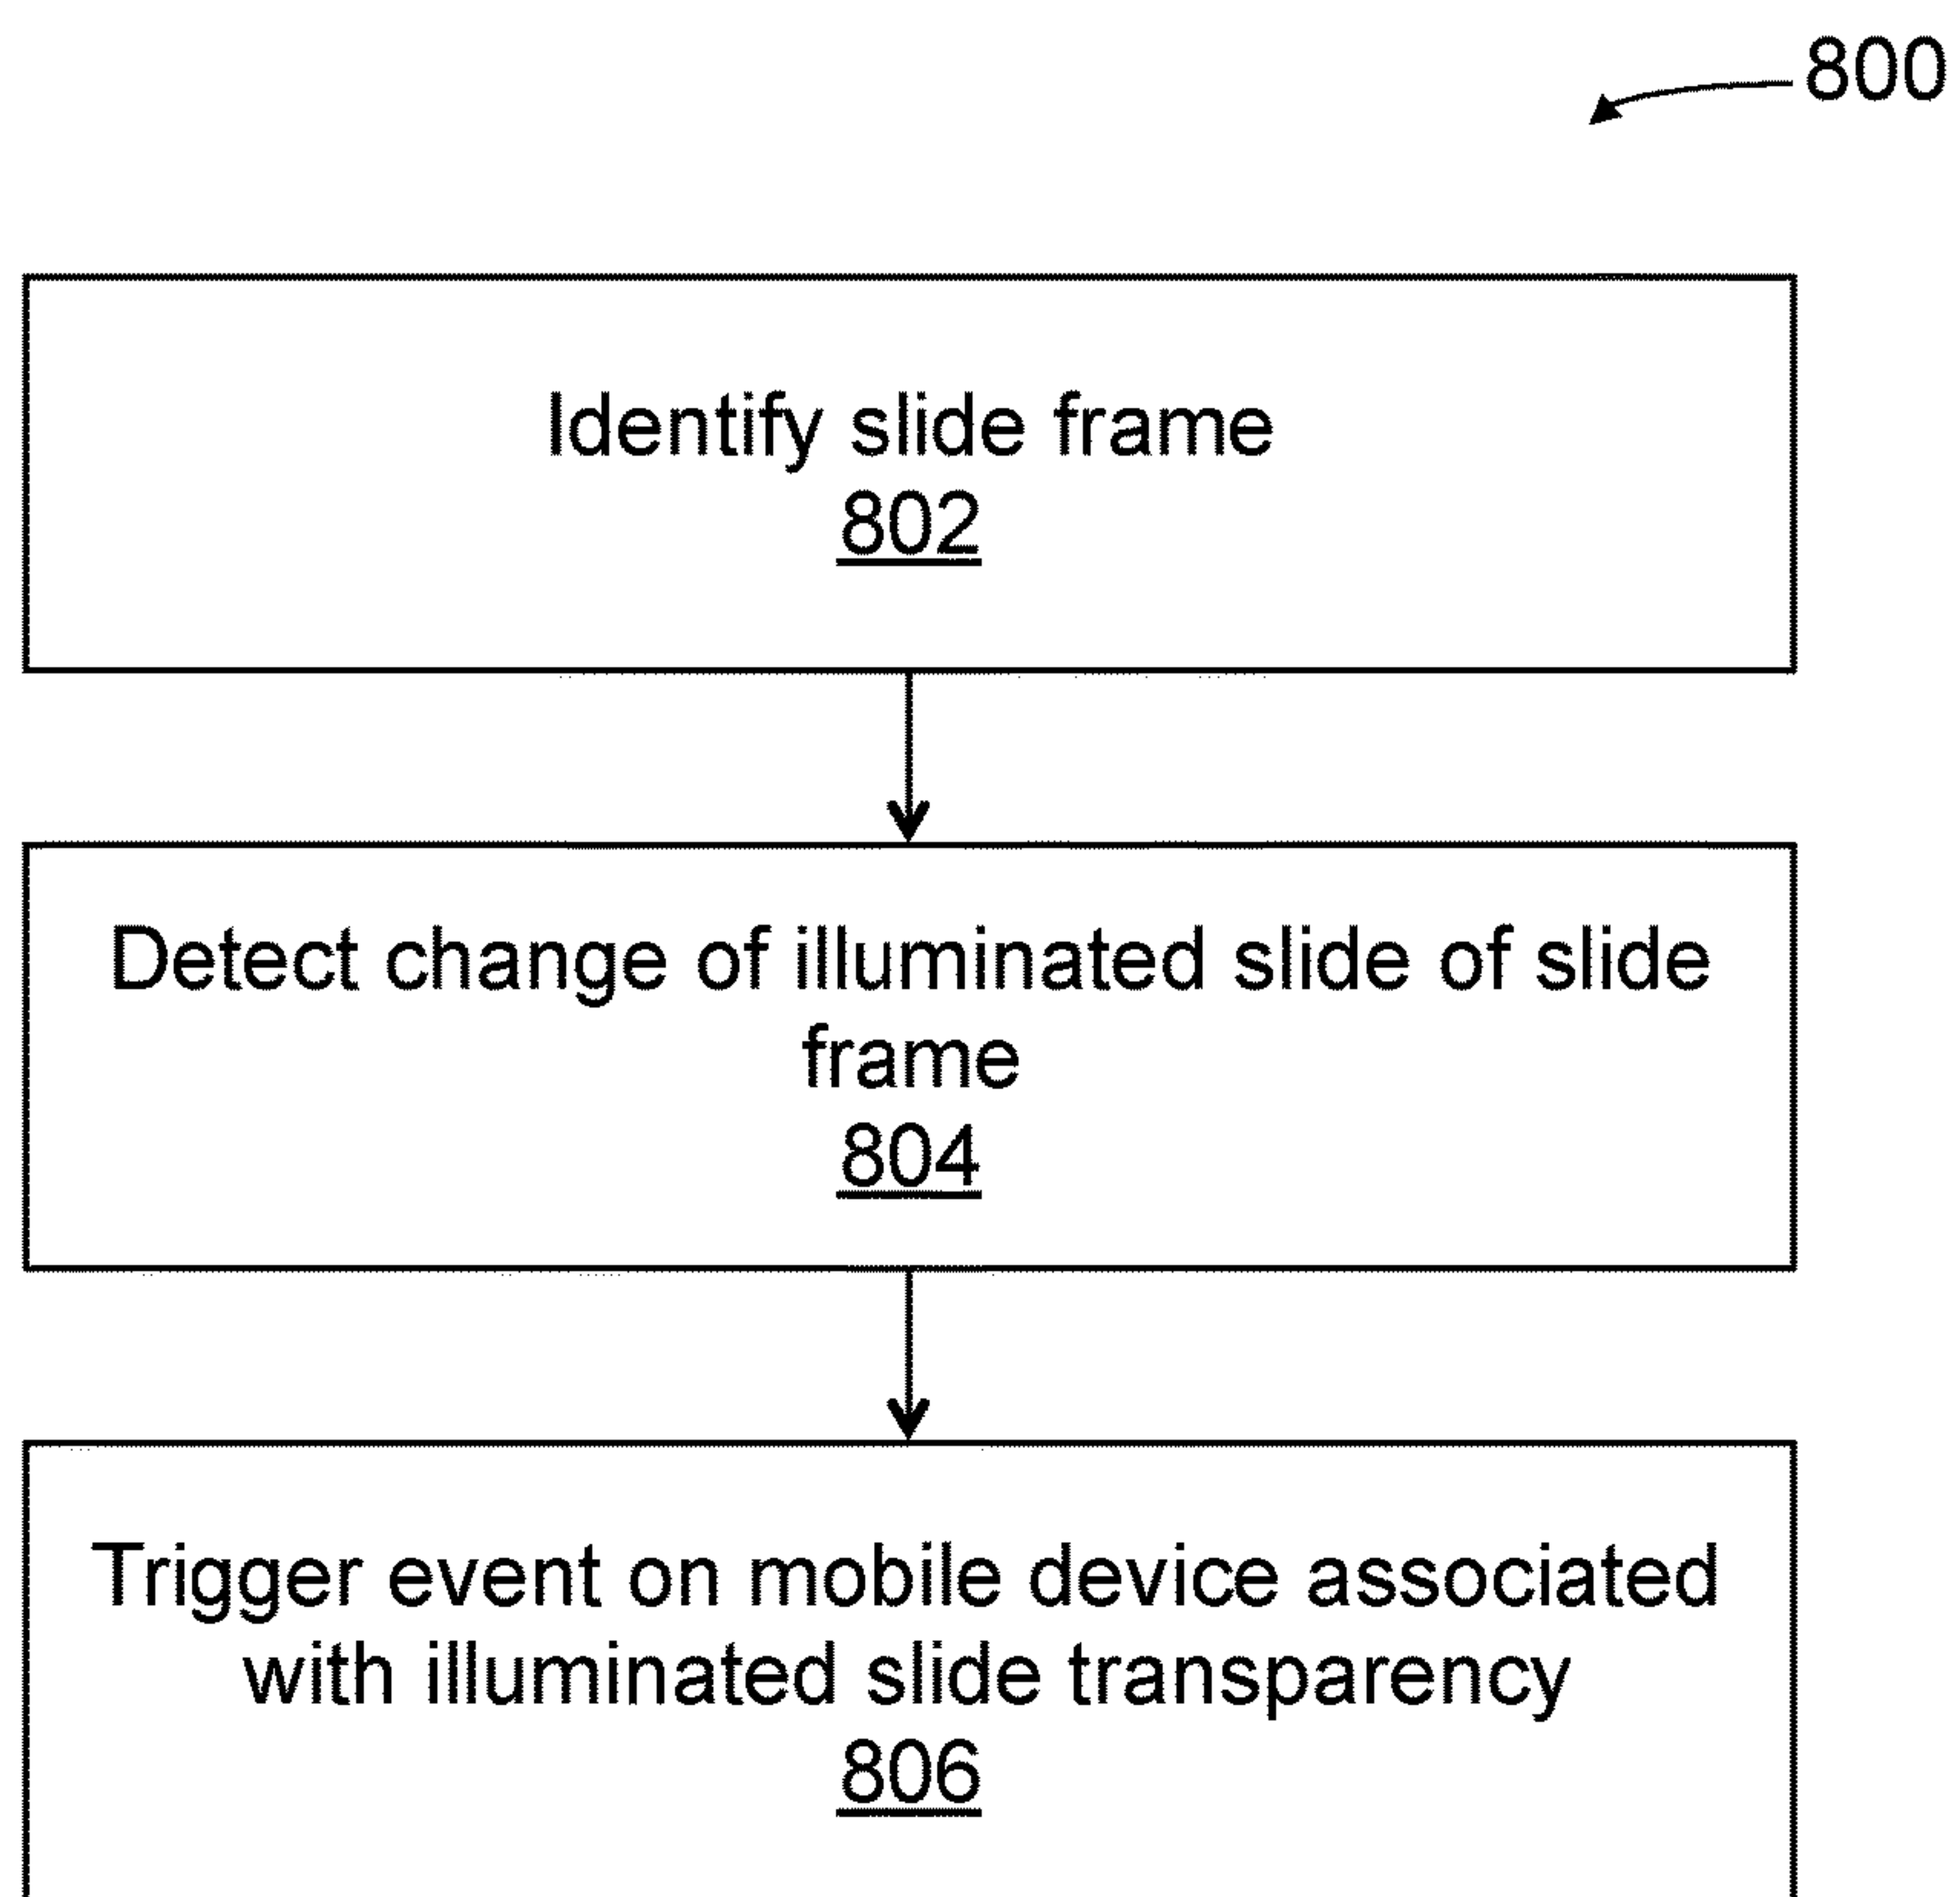 800
Identify slide frame
802
Detect change of illuminated slide of slide
frame
804
Trigger event on mobile device associated
with illuminated slide transparency
806